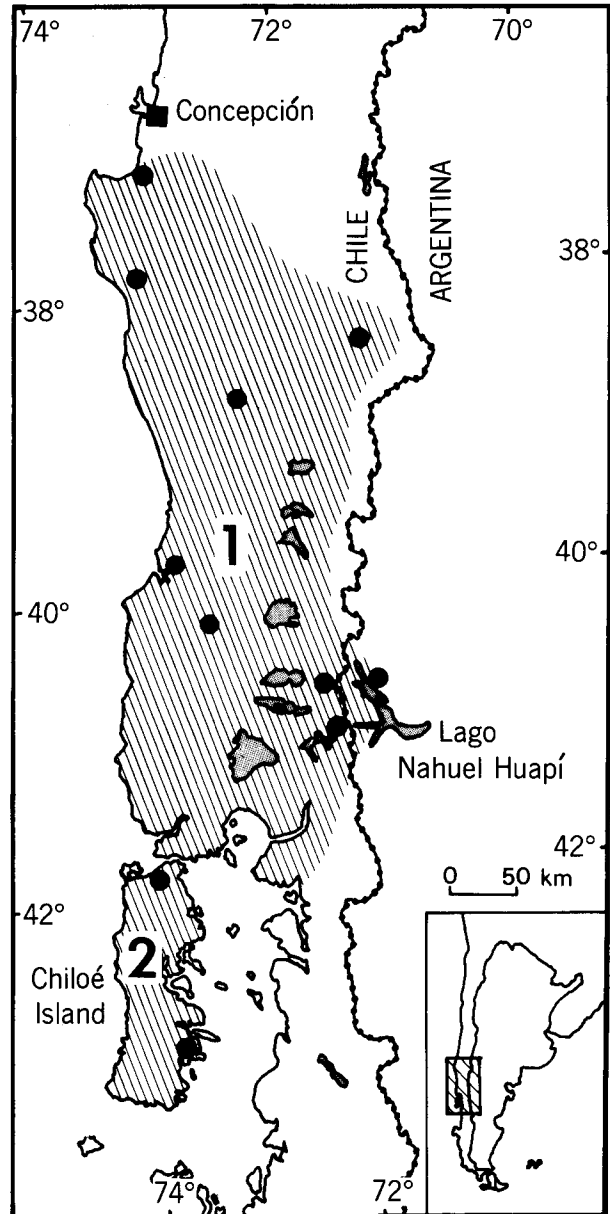 74° 72° 70°
Concepción
CHILE
ARGENTINA
38°
38°
1
40°
40°
Lago
Nahuel Huapí
42°
0 50 km
42°
2
Chiloé
Island
74° 72°